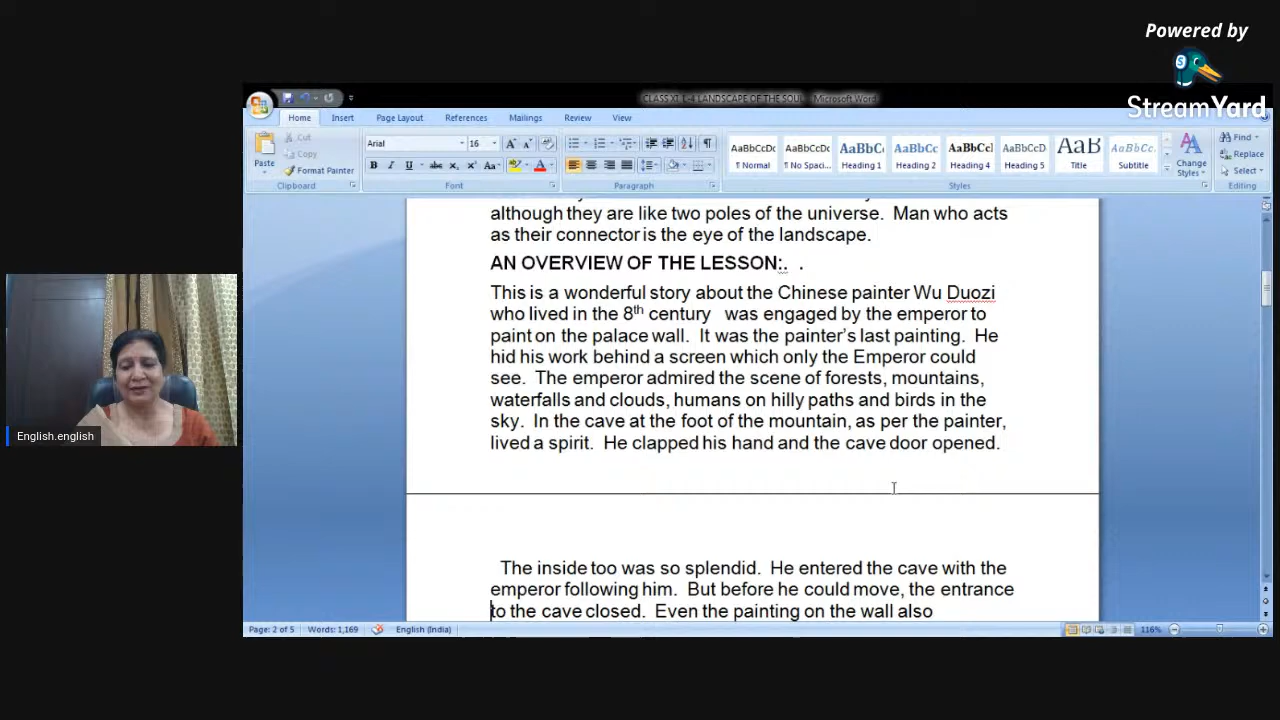 Powered by
StreamYard
CLASS XI L-4 LANDSCAPE OF THE SOUL - Microsoft Word
Home Insert Page Layout References Mailings Review View
Cut
Copy
Format Painter
Paste
Clipboard
Arial 16
Font
Paragraph
AaBbCcDc AaBbCcDc AaBbC AaBbCc AaBbCc AaBbCc AaB AaBbCc.
¶ Normal ¶ No Spaci... Heading 1 Heading 2 Heading 4 Heading 5 Title Subtitle
Change Styles
Styles
Find
Replace
Select
Editing
although they are like two poles of the universe. Man who acts
as their connector is the eye of the landscape.
AN OVERVIEW OF THE LESSON:. .
This is a wonderful story about the Chinese painter Wu Duozi
who lived in the 8th century was engaged by the emperor to
paint on the palace wall. It was the painter's last painting. He
hid his work behind a screen which only the Emperor could
see. The emperor admired the scene of forests, mountains,
waterfalls and clouds, humans on hilly paths and birds in the
sky. In the cave at the foot of the mountain, as per the painter,
lived a spirit. He clapped his hand and the cave door opened.
The inside too was so splendid. He entered the cave with the
emperor following him. But before he could move, the entrance
to the cave closed. Even the painting on the wall also
English.english
Page: 2 of 5 Words: 1,169 English (India) 116%